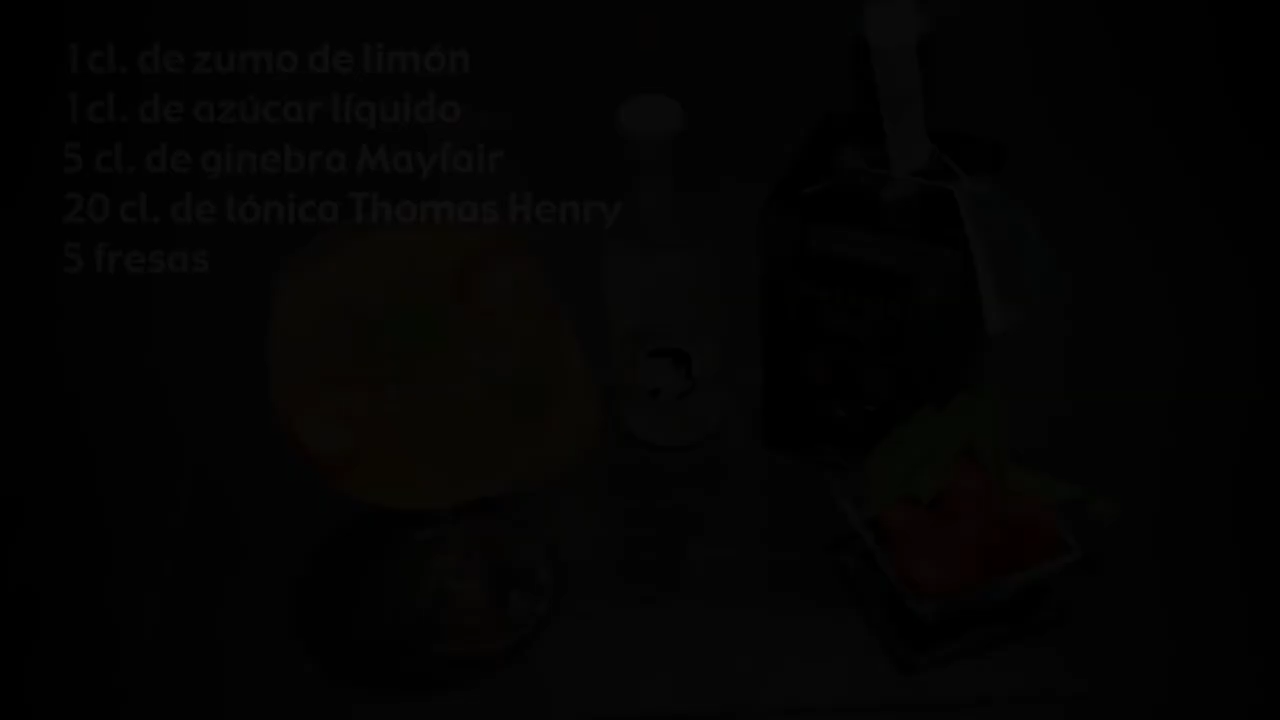 1 cl. de zumo de limón
1 cl. de azúcar líquido
5 cl. de ginebra Mayfair
20 cl. de tónica Thomas Henry
5 fresas